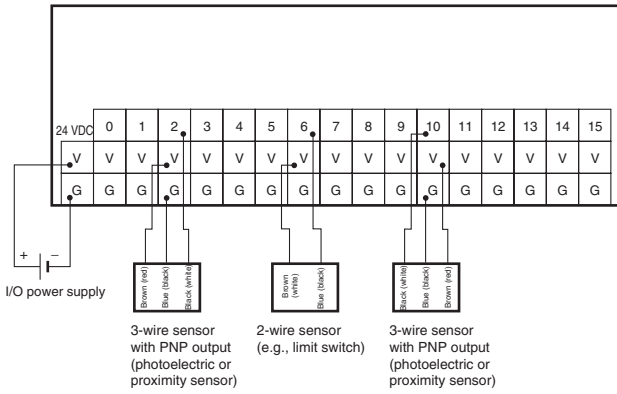 24 VDC 0 1 2 3 4 5 6 7 8 9 10 11 12 13 14 15
V V V V V V V V V V V V V V V V V
G G G G G G G G G G G G G G G G G
+ –
I/O power supply
Brown (red)
Blue (black)
Black (white)
Brown
(white)
Blue (black)
Black (white)
Blue (black)
Brown (red)
3-wire sensor
with PNP output
(photoelectric or
proximity sensor)
2-wire sensor
(e.g., limit switch)
3-wire sensor
with PNP output
(photoelectric or
proximity sensor)